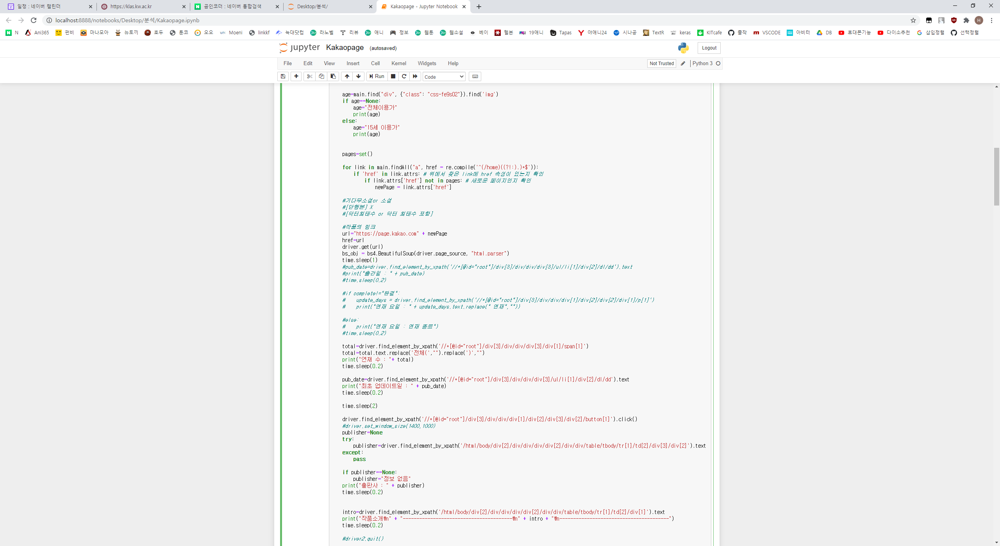 일정 : 네이버 캘린더
https://klas.kw.ac.kr
공인코더 : 네이버 통합검색
Desktop/분석/
Kakaopage - Jupyter Notebook
localhost:8888/notebooks/Desktop/분석/Kakaopage.ipynb
N Ani365 펀비 마나모아 뉴토끼 호두 툰코 오오 Moeni linkkf 늑대닷컴 라노벨 리뷰 애니 정보 웹툰 웹소설 베이 헬븐 19애니 Tapas 야애니24 시나공 TextR keras KITcafe 졸작 VSCODE 아비터 DB 휴대폰기능 다이소추천 삽입정렬 선택정렬
jupyter Kakaopage (autosaved) Logout
File Edit View Insert Cell Kernel Widgets Help Not Trusted Python 3
Run Code
age=main.find("div", {"class": "css-fe9s02"}).find('img')
if age==None:
    age="전체이용가"
    print(age)
else:
    age="15세 이용가"
    print(age)
pages=set()
for link in main.findAll("a", href = re.compile('^(/home)((?!:).)*$')):
    if 'href' in link.attrs: # 위에서 찾은 link에 href 속성이 있는지 확인
        if link.attrs['href'] not in pages: # 새로운 페이지인지 확인
            newPage = link.attrs['href']
#기다무소설or 소설
#[단행본] X
#[닥터최태수 or 닥터 최태수 포함]
#작품의 링크
url="https://page.kakao.com" + newPage
href=url
driver.get(url)
bs_obj = bs4.BeautifulSoup(driver.page_source, "html.parser")
time.sleep(1)
#pub_date=driver.find_element_by_xpath('//*[@id="root"]/div[3]/div/div/div[3]/ul/li[1]/div[2]/dl/dd').text
#print("출간일 : " + pub_date)
#time.sleep(0.2)
#if complete!="완결":
#    update_days = driver.find_element_by_xpath('//*[@id="root"]/div[3]/div/div/div[1]/div[2]/div[2]/div[1]/p[1]')
#    print("연재 요일 : " + update_days.text.replace(" 연재",""))
#else:
#    print("연재 요일 : 연재 종료")
#time.sleep(0.2)
total=driver.find_element_by_xpath('//*[@id="root"]/div[3]/div/div/div[3]/div[1]/span[1]')
total=total.text.replace('전체(',"").replace(')',"")
print("연재 수 : "+ total)
time.sleep(0.2)
pub_date=driver.find_element_by_xpath('//*[@id="root"]/div[3]/div/div/div[3]/ul/li[1]/div[2]/dl/dd').text
print("최초 업데이트일 : " + pub_date)
time.sleep(0.2)
time.sleep(2)
driver.find_element_by_xpath('//*[@id="root"]/div[3]/div/div/div[1]/div[2]/div[3]/div[2]/button[1]').click()
#driver.set_window_size(1400,1000)
publisher=None
try:
    publisher=driver.find_element_by_xpath('/html/body/div[2]/div/div/div/div[2]/div/div/table/tbody/tr[1]/td[2]/div[3]/div[2]').text
except:
    pass
if publisher==None:
    publisher="정보 없음"
print("출판사 : " + publisher)
time.sleep(0.2)
intro=driver.find_element_by_xpath('/html/body/div[2]/div/div/div/div[2]/div/div/table/tbody/tr[1]/td[2]/div[1]').text
print("작품소개₩n" + "----------------------------------------₩n" + intro + "₩n----------------------------------------")
time.sleep(0.2)
#driver2.quit()